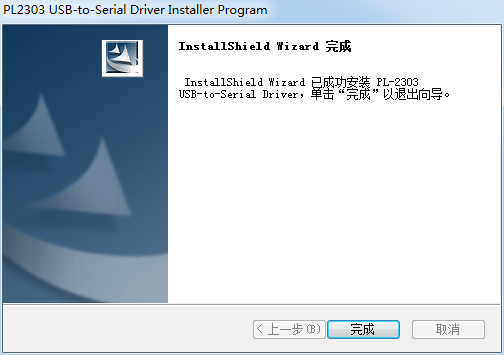 PL2303 USB-to-Serial Driver Installer Program
InstallShield Wizard 完成
InstallShield Wizard 已成功安装 PL-2303
USB-to-Serial Driver，单击“完成”以退出向导。
< 上一步(B)
完成
取消